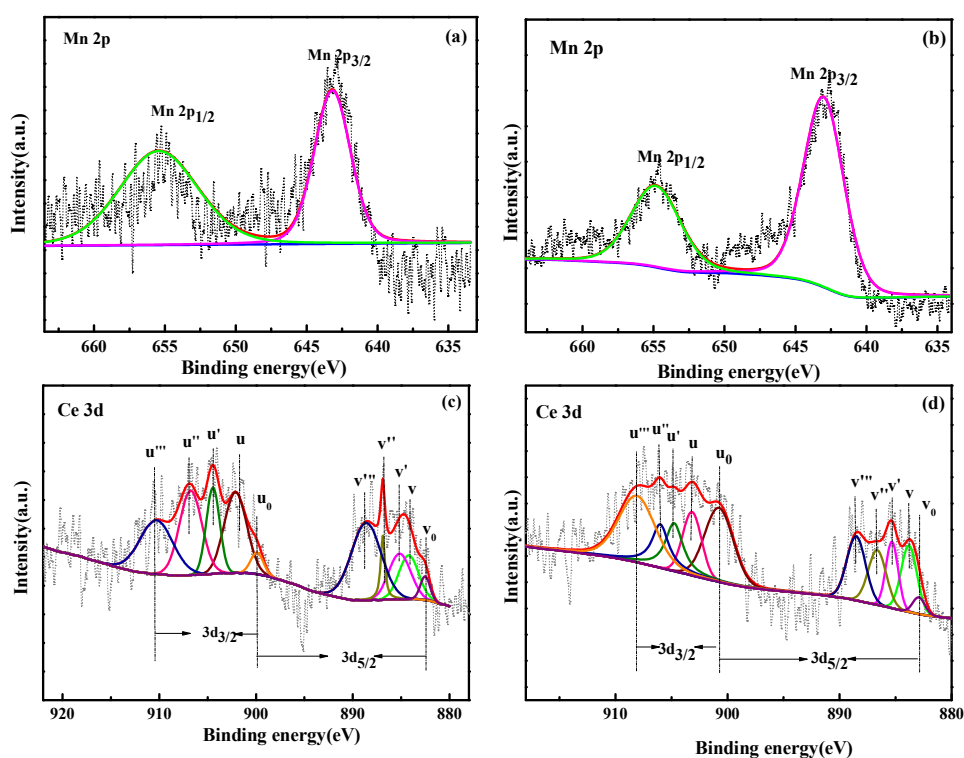 Mn 2p
(a)
Mn 2p3/2
Mn 2p1/2
Intensity(a.u.)
660 655 650 645 640 635
Binding energy(eV)
Mn 2p
(b)
Mn 2p3/2
Mn 2p1/2
Intensity(a.u.)
660 655 650 645 640 635
Binding energy(eV)
Ce 3d
(c)
u''' u'' u' u u0 v''' v'' v' v v0
3d3/2
3d5/2
Intensity(a.u.)
920 910 900 890 880
Binding energy(eV)
Ce 3d
(d)
u''' u'' u' u u0 v''' v'' v' v v0
3d3/2
3d5/2
Intensity(a.u.)
910 900 890 880
Binding energy(eV)